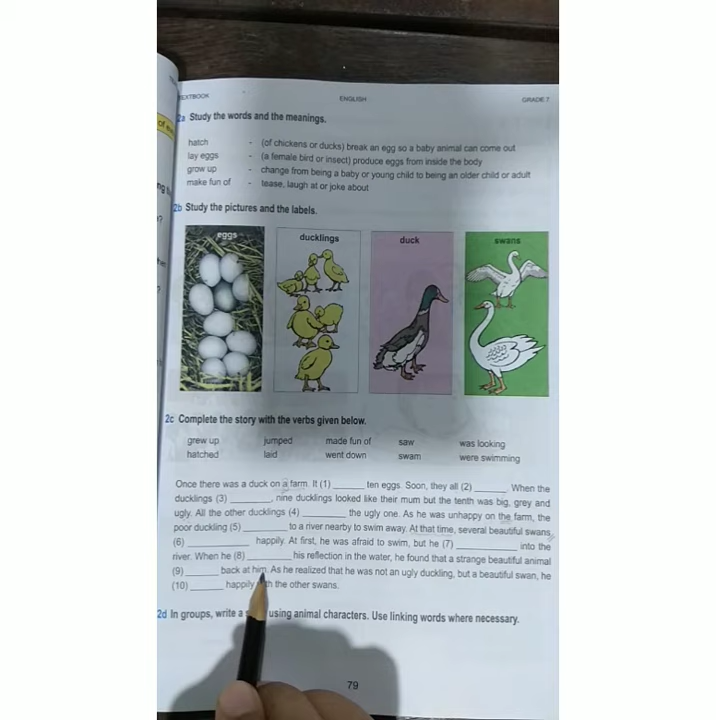 TEXTBOOK ENGLISH GRADE 7
2a Study the words and the meanings.
hatch - (of chickens or ducks) break an egg so a baby animal can come out
lay eggs - (a female bird or insect) produce eggs from inside the body
grow up - change from being a baby or young child to being an older child or adult
make fun of - tease, laugh at or joke about
2b Study the pictures and the labels.
eggs ducklings duck swans
2c Complete the story with the verbs given below.
grew up jumped made fun of saw was looking
hatched laid went down swam were swimming
Once there was a duck on a farm. It (1) ______ ten eggs. Soon, they all (2) ______. When the
ducklings (3) ______, nine ducklings looked like their mum but the tenth was big, grey and
ugly. All the other ducklings (4) ______ the ugly one. As he was unhappy on the farm, the
poor duckling (5) ______ to a river nearby to swim away. At that time, several beautiful swans
(6) ______ happily. At first, he was afraid to swim, but he (7) ______ into the
river. When he (8) ______ his reflection in the water, he found that a strange beautiful animal
(9) ______ back at him. As he realized that he was not an ugly duckling, but a beautiful swan, he
(10) ______ happily with the other swans.
2d In groups, write a using animal characters. Use linking words where necessary.
79